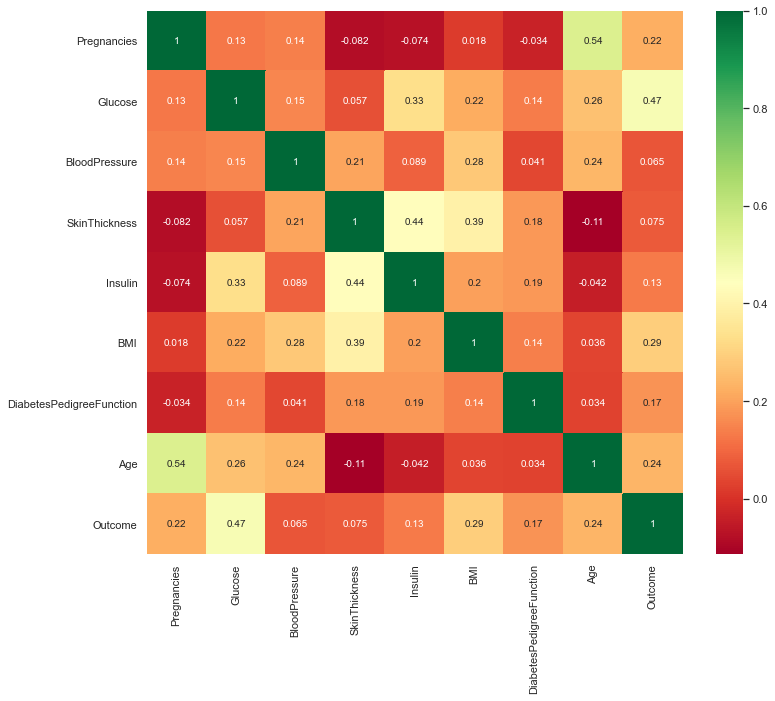 Pregnancies 1 0.13 0.14 -0.082 -0.074 0.018 -0.034 0.54 0.22
Glucose 0.13 1 0.15 0.057 0.33 0.22 0.14 0.26 0.47
BloodPressure 0.14 0.15 1 0.21 0.089 0.28 0.041 0.24 0.065
SkinThickness -0.082 0.057 0.21 1 0.44 0.39 0.18 -0.11 0.075
Insulin -0.074 0.33 0.089 0.44 1 0.2 0.19 -0.042 0.13
BMI 0.018 0.22 0.28 0.39 0.2 1 0.14 0.036 0.29
DiabetesPedigreeFunction -0.034 0.14 0.041 0.18 0.19 0.14 1 0.034 0.17
Age 0.54 0.26 0.24 -0.11 -0.042 0.036 0.034 1 0.24
Outcome 0.22 0.47 0.065 0.075 0.13 0.29 0.17 0.24 1
Pregnancies
Glucose
BloodPressure
SkinThickness
Insulin
BMI
DiabetesPedigreeFunction
Age
Outcome
1.0
0.8
0.6
0.4
0.2
0.0